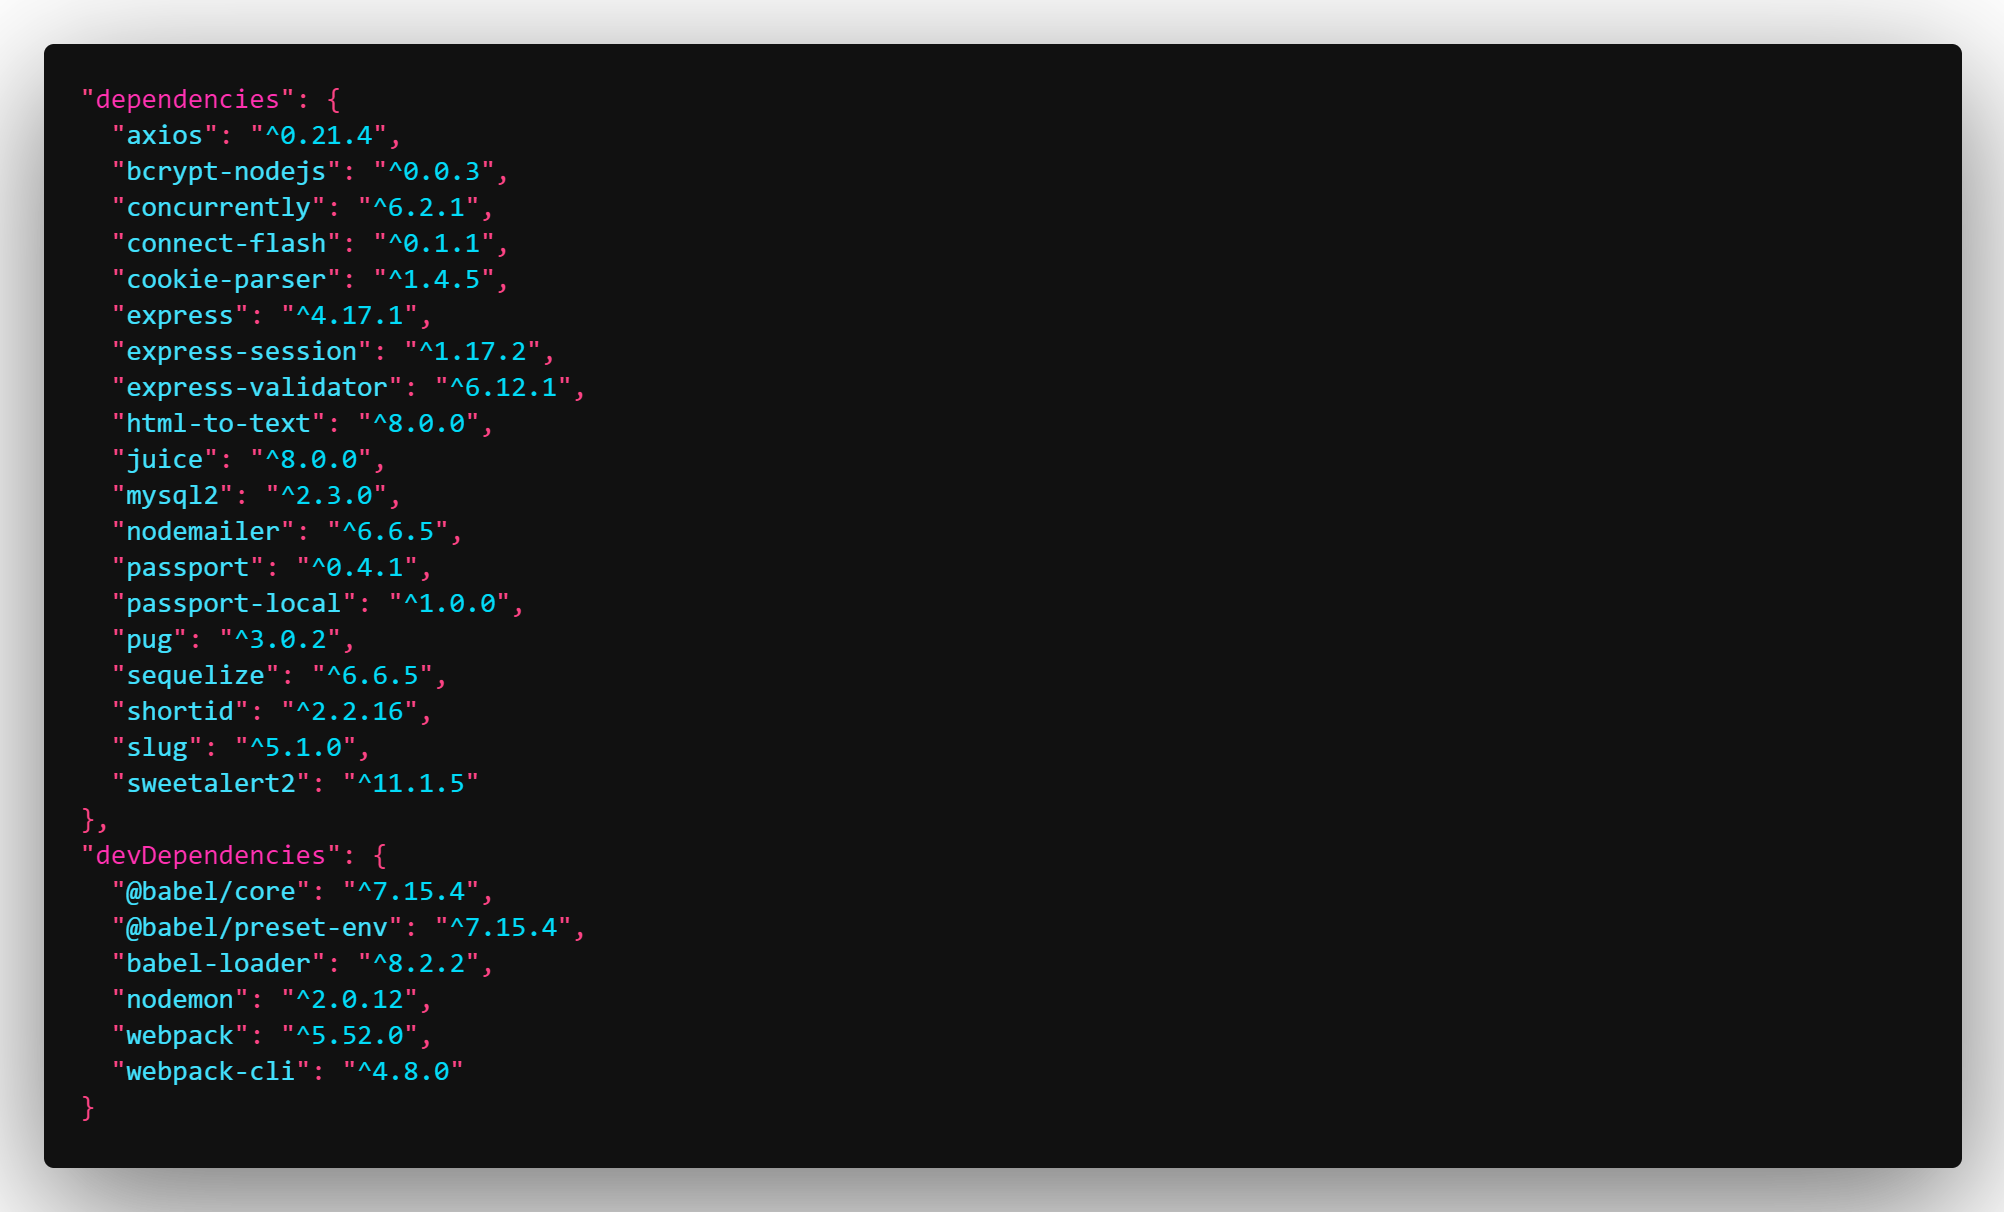 "dependencies": {
  "axios": "^0.21.4",
  "bcrypt-nodejs": "^0.0.3",
  "concurrently": "^6.2.1",
  "connect-flash": "^0.1.1",
  "cookie-parser": "^1.4.5",
  "express": "^4.17.1",
  "express-session": "^1.17.2",
  "express-validator": "^6.12.1",
  "html-to-text": "^8.0.0",
  "juice": "^8.0.0",
  "mysql2": "^2.3.0",
  "nodemailer": "^6.6.5",
  "passport": "^0.4.1",
  "passport-local": "^1.0.0",
  "pug": "^3.0.2",
  "sequelize": "^6.6.5",
  "shortid": "^2.2.16",
  "slug": "^5.1.0",
  "sweetalert2": "^11.1.5"
},
"devDependencies": {
  "@babel/core": "^7.15.4",
  "@babel/preset-env": "^7.15.4",
  "babel-loader": "^8.2.2",
  "nodemon": "^2.0.12",
  "webpack": "^5.52.0",
  "webpack-cli": "^4.8.0"
}